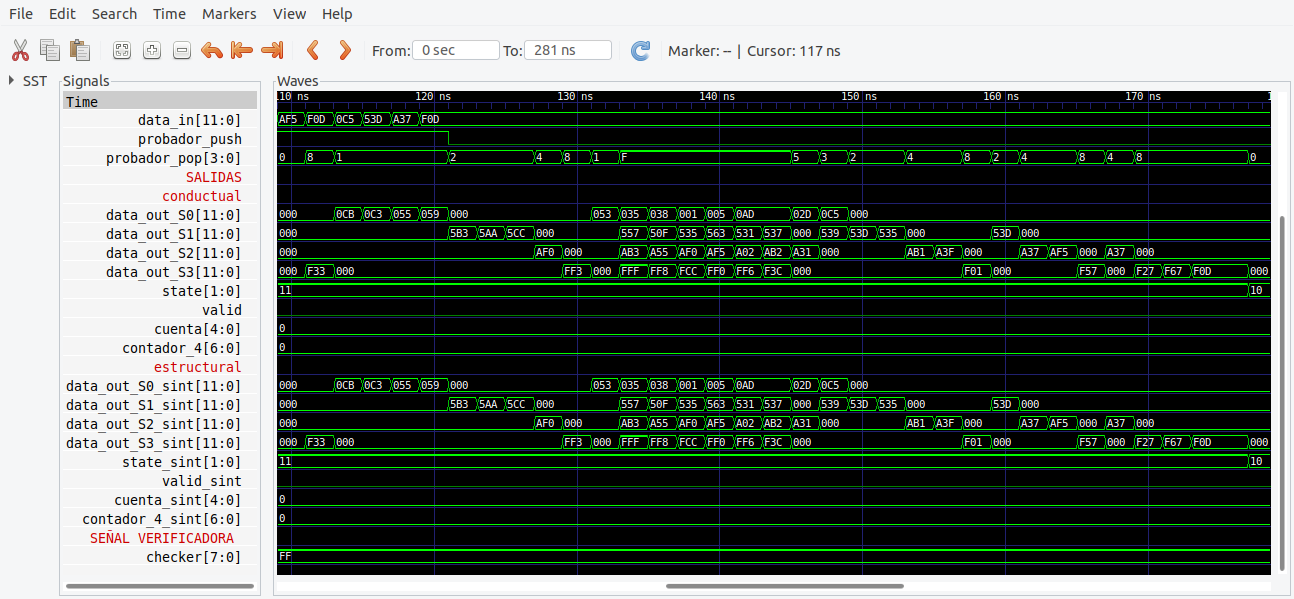 File Edit Search Time Markers View Help
From: 0 sec To: 281 ns Marker: -- | Cursor: 117 ns
SST Signals Waves
Time 10 ns 120 ns 130 ns 140 ns 150 ns 160 ns 170 ns 1
data_in[11:0] AF5 F0D 0C5 53D A37 F0D
probador_push
probador_pop[3:0] 0 8 1 2 4 8 1 F 5 3 2 4 8 2 4 8 4 8 0
SALIDAS
conductual
data_out_S0[11:0] 000 0CB 0C3 055 059 000 053 035 038 001 005 0AD 02D 0C5 000
data_out_S1[11:0] 000 5B3 5AA 5CC 000 557 50F 535 563 531 537 000 539 53D 535 000 53D 000
data_out_S2[11:0] 000 AF0 000 AB3 A55 AF0 AF5 A02 AB2 A31 000 AB1 A3F 000 A37 AF5 000 A37 000
data_out_S3[11:0] 000 F33 000 FF3 000 FFF FF8 FCC FF0 FF6 F3C 000 F01 000 F57 000 F27 F67 F0D 000
state[1:0] 11 10
valid
cuenta[4:0] 0
contador_4[6:0] 0
estructural
data_out_S0_sint[11:0] 000 0CB 0C3 055 059 000 053 035 038 001 005 0AD 02D 0C5 000
data_out_S1_sint[11:0] 000 5B3 5AA 5CC 000 557 50F 535 563 531 537 000 539 53D 535 000 53D 000
data_out_S2_sint[11:0] 000 AF0 000 AB3 A55 AF0 AF5 A02 AB2 A31 000 AB1 A3F 000 A37 AF5 000 A37 000
data_out_S3_sint[11:0] 000 F33 000 FF3 000 FFF FF8 FCC FF0 FF6 F3C 000 F01 000 F57 000 F27 F67 F0D 000
state_sint[1:0] 11 10
valid_sint
cuenta_sint[4:0] 0
contador_4_sint[6:0] 0
SEÑAL VERIFICADORA
checker[7:0] FF